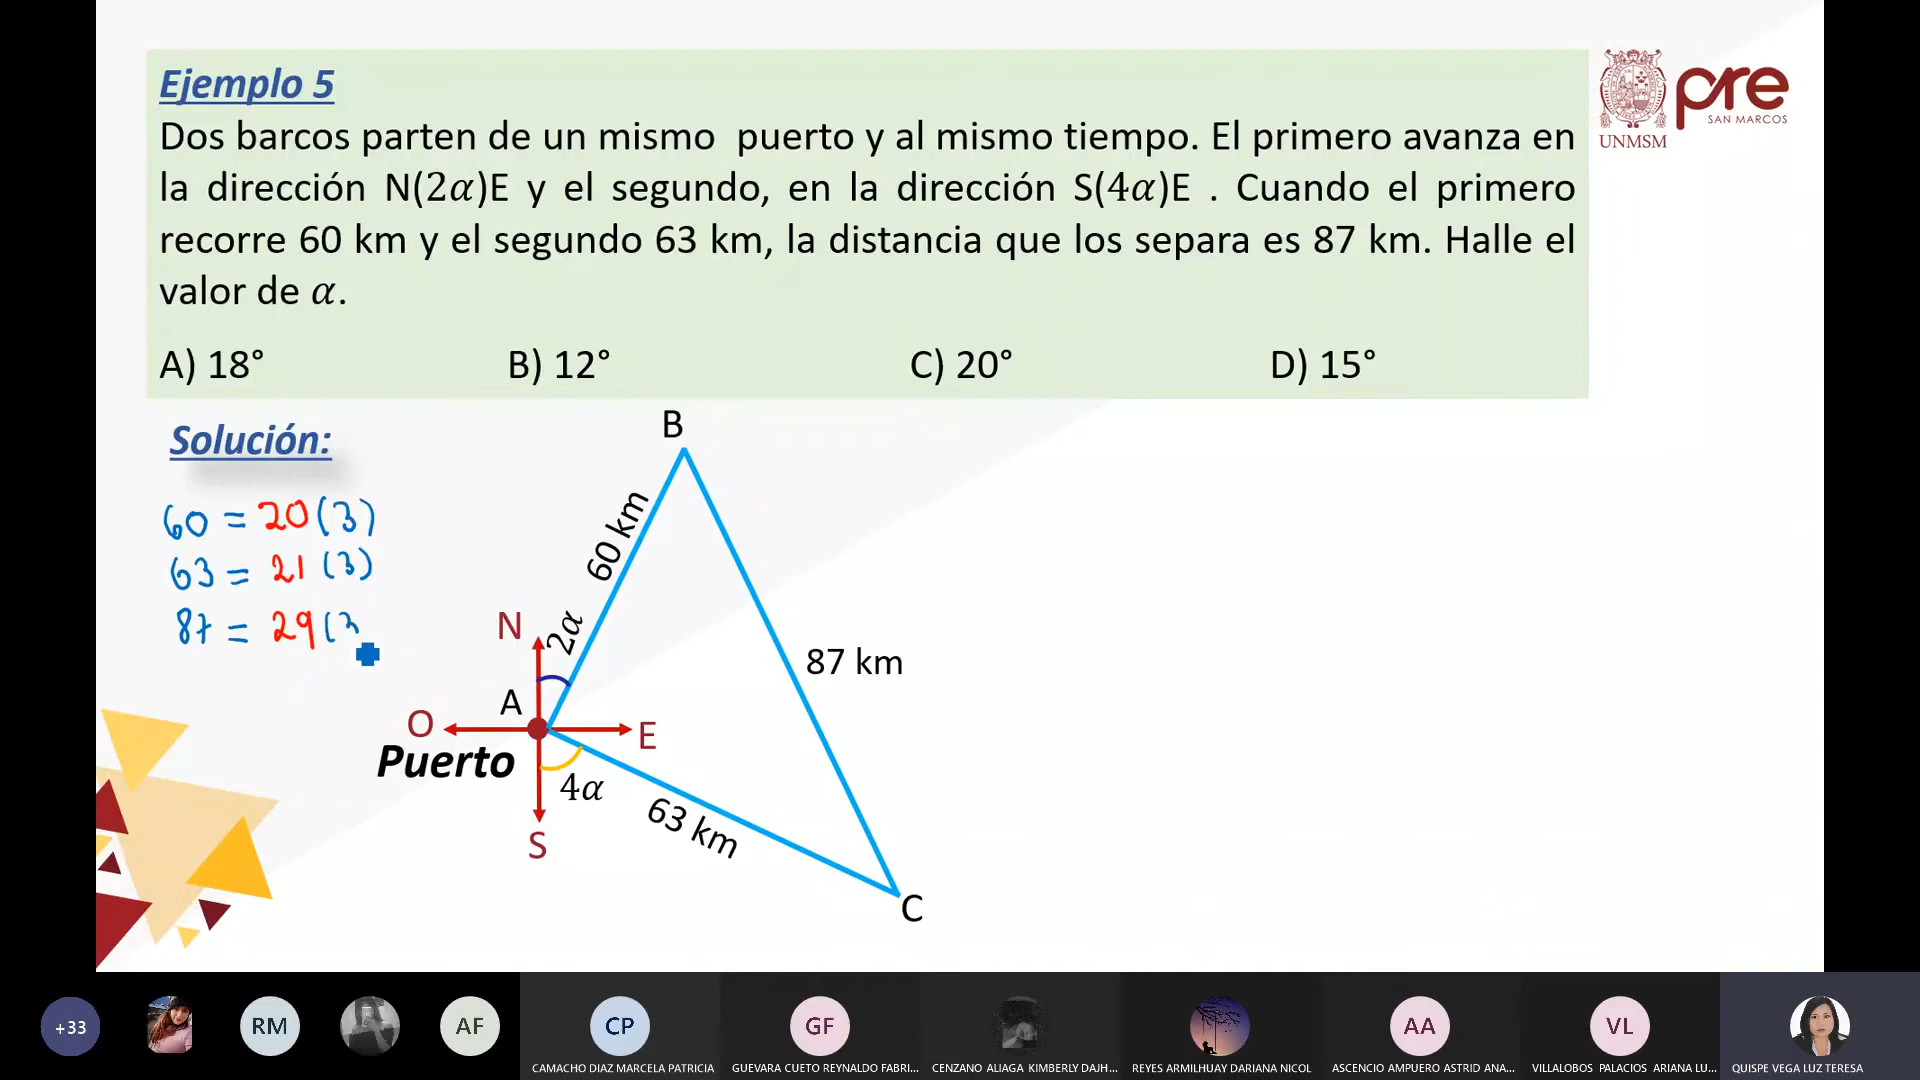 Ejemplo 5
Dos barcos parten de un mismo puerto y al mismo tiempo. El primero avanza en
la dirección N(2α)E y el segundo, en la dirección S(4α)E . Cuando el primero
recorre 60 km y el segundo 63 km, la distancia que los separa es 87 km. Halle el
valor de α.
A) 18° B) 12° C) 20° D) 15°
UNMSM
pre
SAN MARCOS
Solución:
60 = 20 (3)
63 = 21 (3)
87 = 29 (3
B
60 km
N
2α
87 km
A
O
E
Puerto
4α
63 km
S
C
+33
RM
AF
CP
GF
AA
VL
CAMACHO DIAZ MARCELA PATRICIA
GUEVARA CUETO REYNALDO FABRI...
CENZANO ALIAGA KIMBERLY DAJH...
REYES ARMILHUAY DARIANA NICOL
ASCENCIO AMPUERO ASTRID ANA...
VILLALOBOS PALACIOS ARIANA LU...
QUISPE VEGA LUZ TERESA